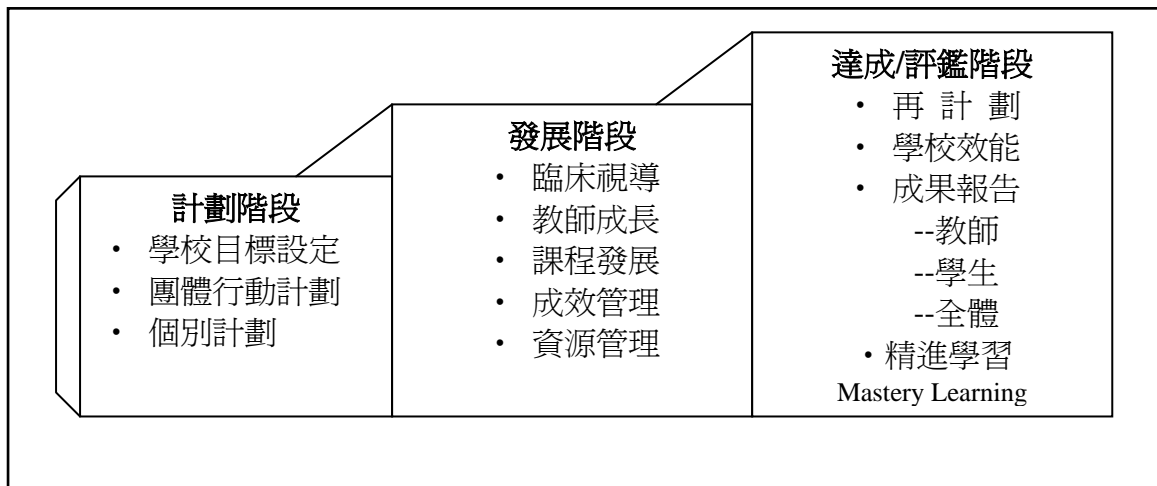 計劃階段
• 學校目標設定
• 團體行動計劃
• 個別計劃
發展階段
• 臨床視導
• 教師成長
• 課程發展
• 成效管理
• 資源管理
達成/評鑑階段
• 再 計 劃
• 學校效能
• 成果報告
--教師
--學生
--全體
• 精進學習
Mastery Learning